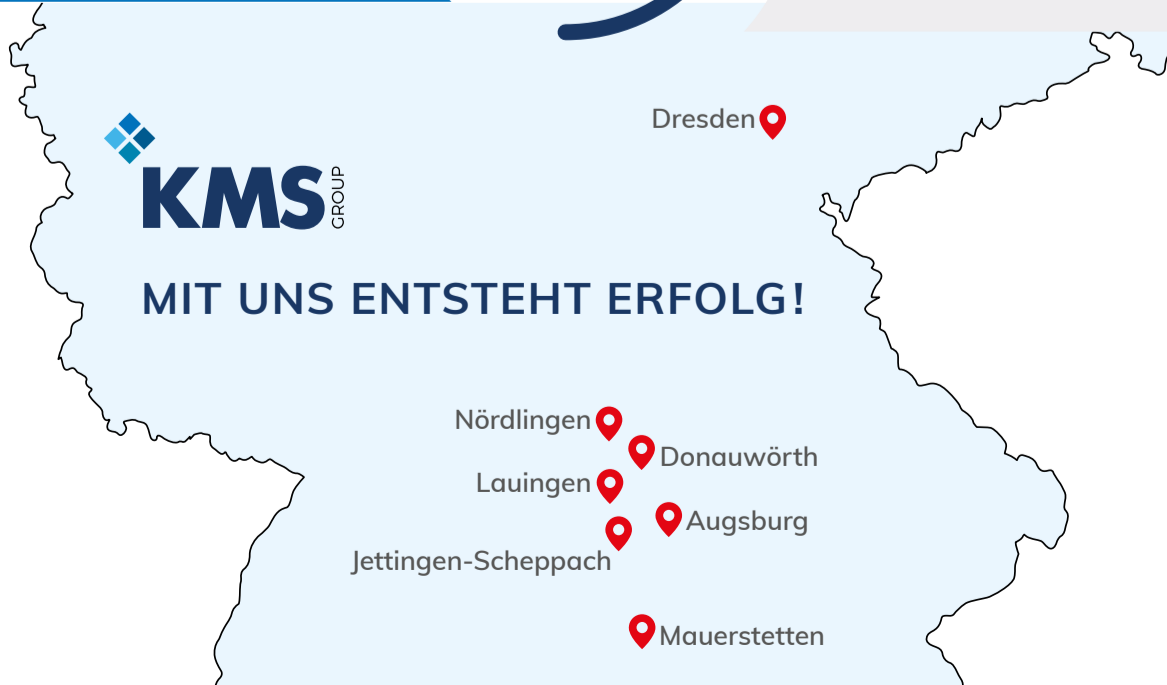 Dresden
KMS GROUP
MIT UNS ENTSTEHT ERFOLG!
Nördlingen
Donauwörth
Lauingen
Augsburg
Jettingen-Scheppach
Mauerstetten